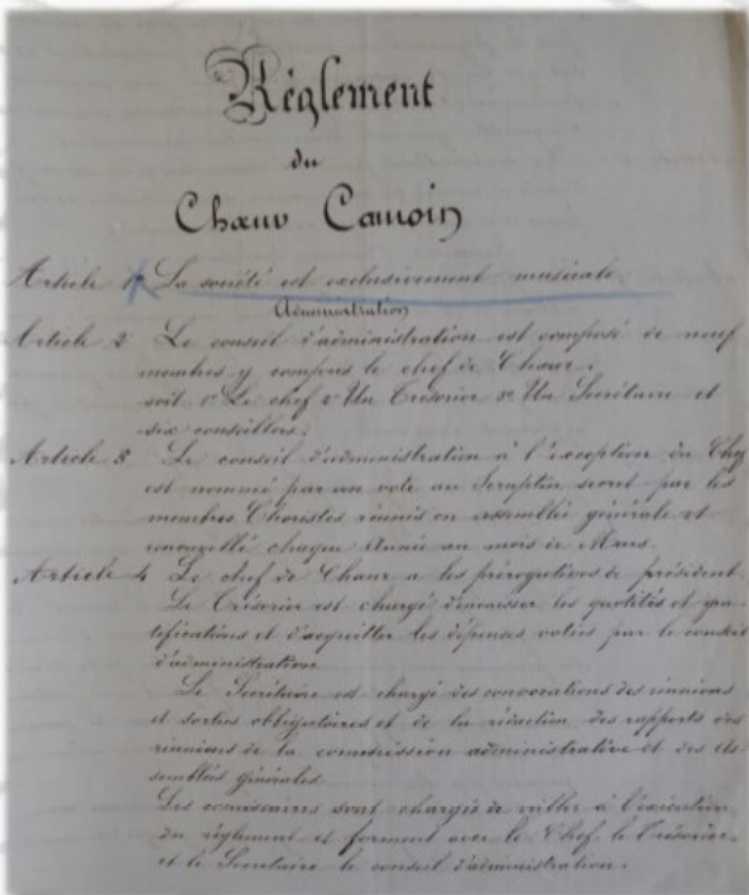 Règlement
du
Chœur Camoin
Article 1er La société est exclusivement musicale.
Administration
Article 2 Le conseil d'administration est composé de neuf
membres y compris le chef de Chœur.
soit 1° Le chef 2° Un Trésorier 3° Un Secrétaire et
six conseillers.
Article 3 Le conseil d'administration à l'exception du Chef
est nommé par un vote au Scruptin secret par les
membres Choristes réunis en assemblée générale et
renouvellé chaque Année au mois de Mars.
Article 4 Le chef de Chœur a les prérogatives de président.
Le Trésorier est chargé d'encaisser les quotités et gra-
tifications et d'acquitter les dépenses votées par le conseil
d'administration.
Le Secrétaire est chargé des convocations des réunions
et sorties obligatoires et de la rédaction des rapports des
réunions de la commission administrative et des As-
semblées générales.
Les commissaires sont chargés de veiller à l'exécution
du règlement et forment avec le Chef, le Trésorier
et le Secrétaire le conseil d'administration.